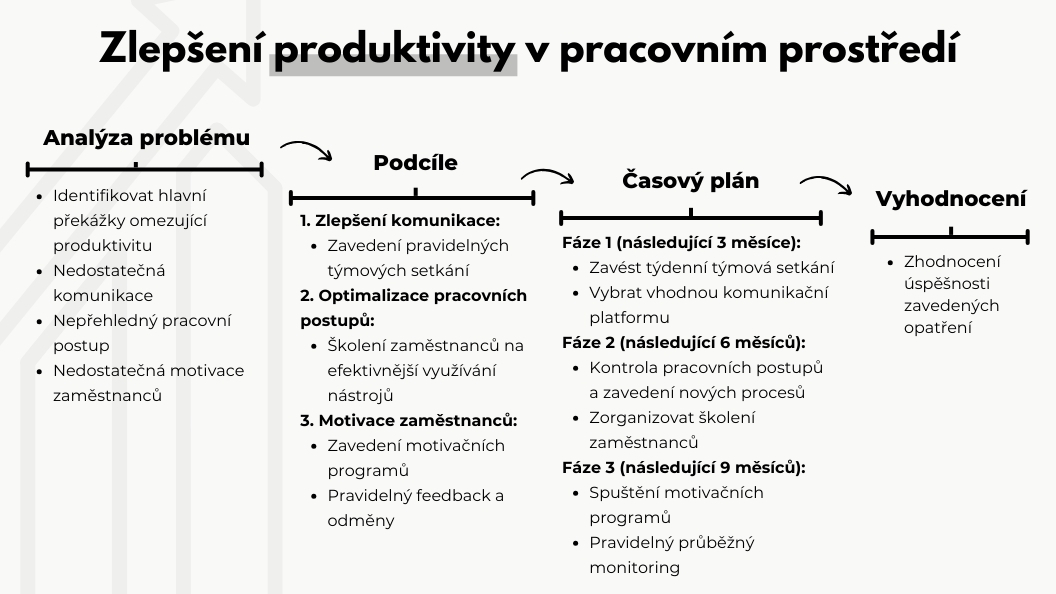 Zlepšení produktivity v pracovním prostředí
Analýza problému
• Identifikovat hlavní
překážky omezující
produktivitu
• Nedostatečná
komunikace
• Nepřehledný pracovní
postup
• Nedostatečná motivace
zaměstnanců
Podcíle
1. Zlepšení komunikace:
• Zavedení pravidelných
týmových setkání
2. Optimalizace pracovních
postupů:
• Školení zaměstnanců na
efektivnější využívání
nástrojů
3. Motivace zaměstnanců:
• Zavedení motivačních
programů
• Pravidelný feedback a
odměny
Časový plán
Fáze 1 (následující 3 měsíce):
• Zavést týdenní týmová setkání
• Vybrat vhodnou komunikační
platformu
Fáze 2 (následující 6 měsíců):
• Kontrola pracovních postupů
a zavedení nových procesů
• Zorganizovat školení
zaměstnanců
Fáze 3 (následující 9 měsíců):
• Spuštění motivačních
programů
• Pravidelný průběžný
monitoring
Vyhodnocení
• Zhodnocení
úspěšnosti
zavedených
opatření